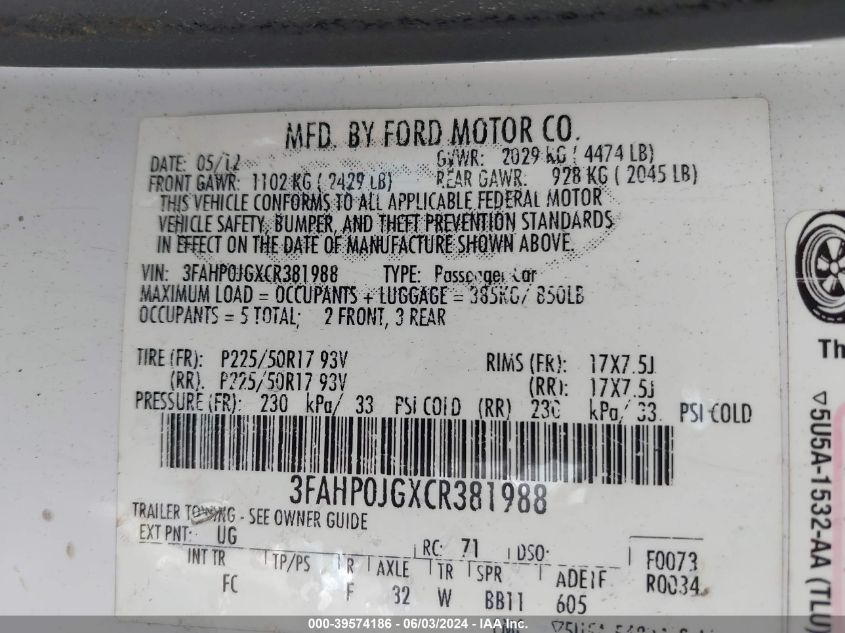 MFD. BY FORD MOTOR CO.
DATE: 05/12 GVWR: 2029 KG ( 4474 LB)
FRONT GAWR: 1102 KG ( 2429 LB) REAR GAWR: 928 KG ( 2045 LB)
THIS VEHICLE CONFORMS TO ALL APPLICABLE FEDERAL MOTOR
VEHICLE SAFETY, BUMPER, AND THEFT PREVENTION STANDARDS
IN EFFECT ON THE DATE OF MANUFACTURE SHOWN ABOVE.
VIN: 3FAHP0JGXCR381988 TYPE: Passenger Car
MAXIMUM LOAD = OCCUPANTS + LUGGAGE = 385KG/ 850LB
OCCUPANTS = 5 TOTAL; 2 FRONT, 3 REAR
TIRE (FR): P225/50R17 93V RIMS (FR): 17X7.5J
(RR). P225/50R17 93V (RR): 17X7.5J
PRESSURE (FR): 230 kPa/ 33 PSI COLD (RR) 230 kPa/ 33. PSI COLD
3FAHP0JGXCR381988
TRAILER TOWING - SEE OWNER GUIDE
EXT PNT: UG RC: 71 DSO: F0073
INT TR TP/PS R AXLE TR SPR R0034
FC F 32 W BB11 605
Th
▽5U5A-1532-AA (TLU)
000-39574186 - 06/03/2024 - IAA Inc.